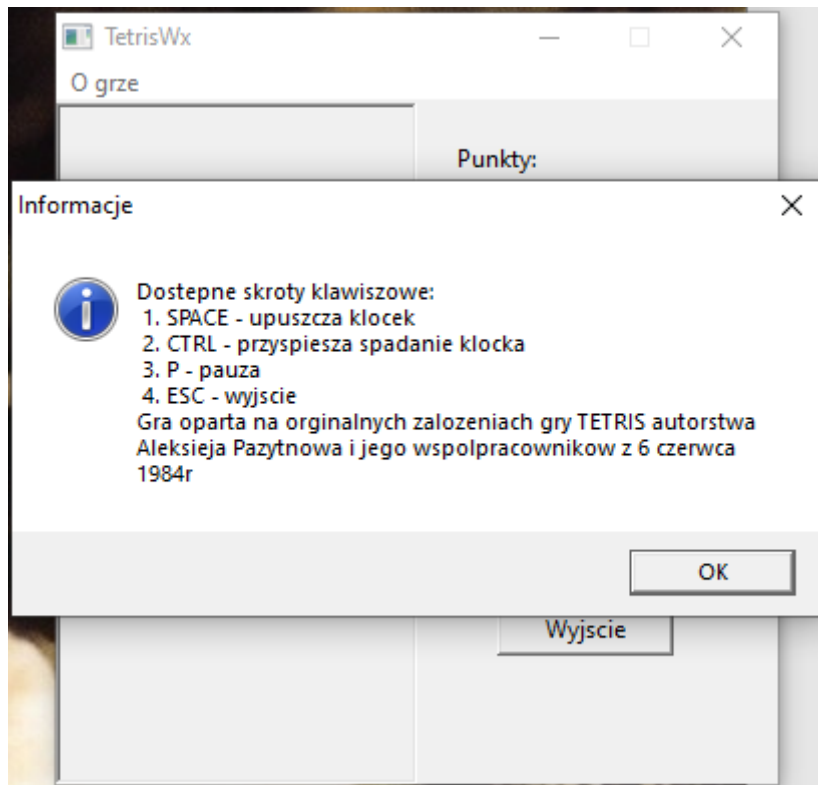 TetrisWx
O grze
Punkty:
Informacje
Dostepne skroty klawiszowe:
1. SPACE - upuszcza klocek
2. CTRL - przyspiesza spadanie klocka
3. P - pauza
4. ESC - wyjscie
Gra oparta na orginalnych zalozeniach gry TETRIS autorstwa
Aleksieja Pazytnowa i jego wspolpracownikow z 6 czerwca
1984r
OK
Wyjscie